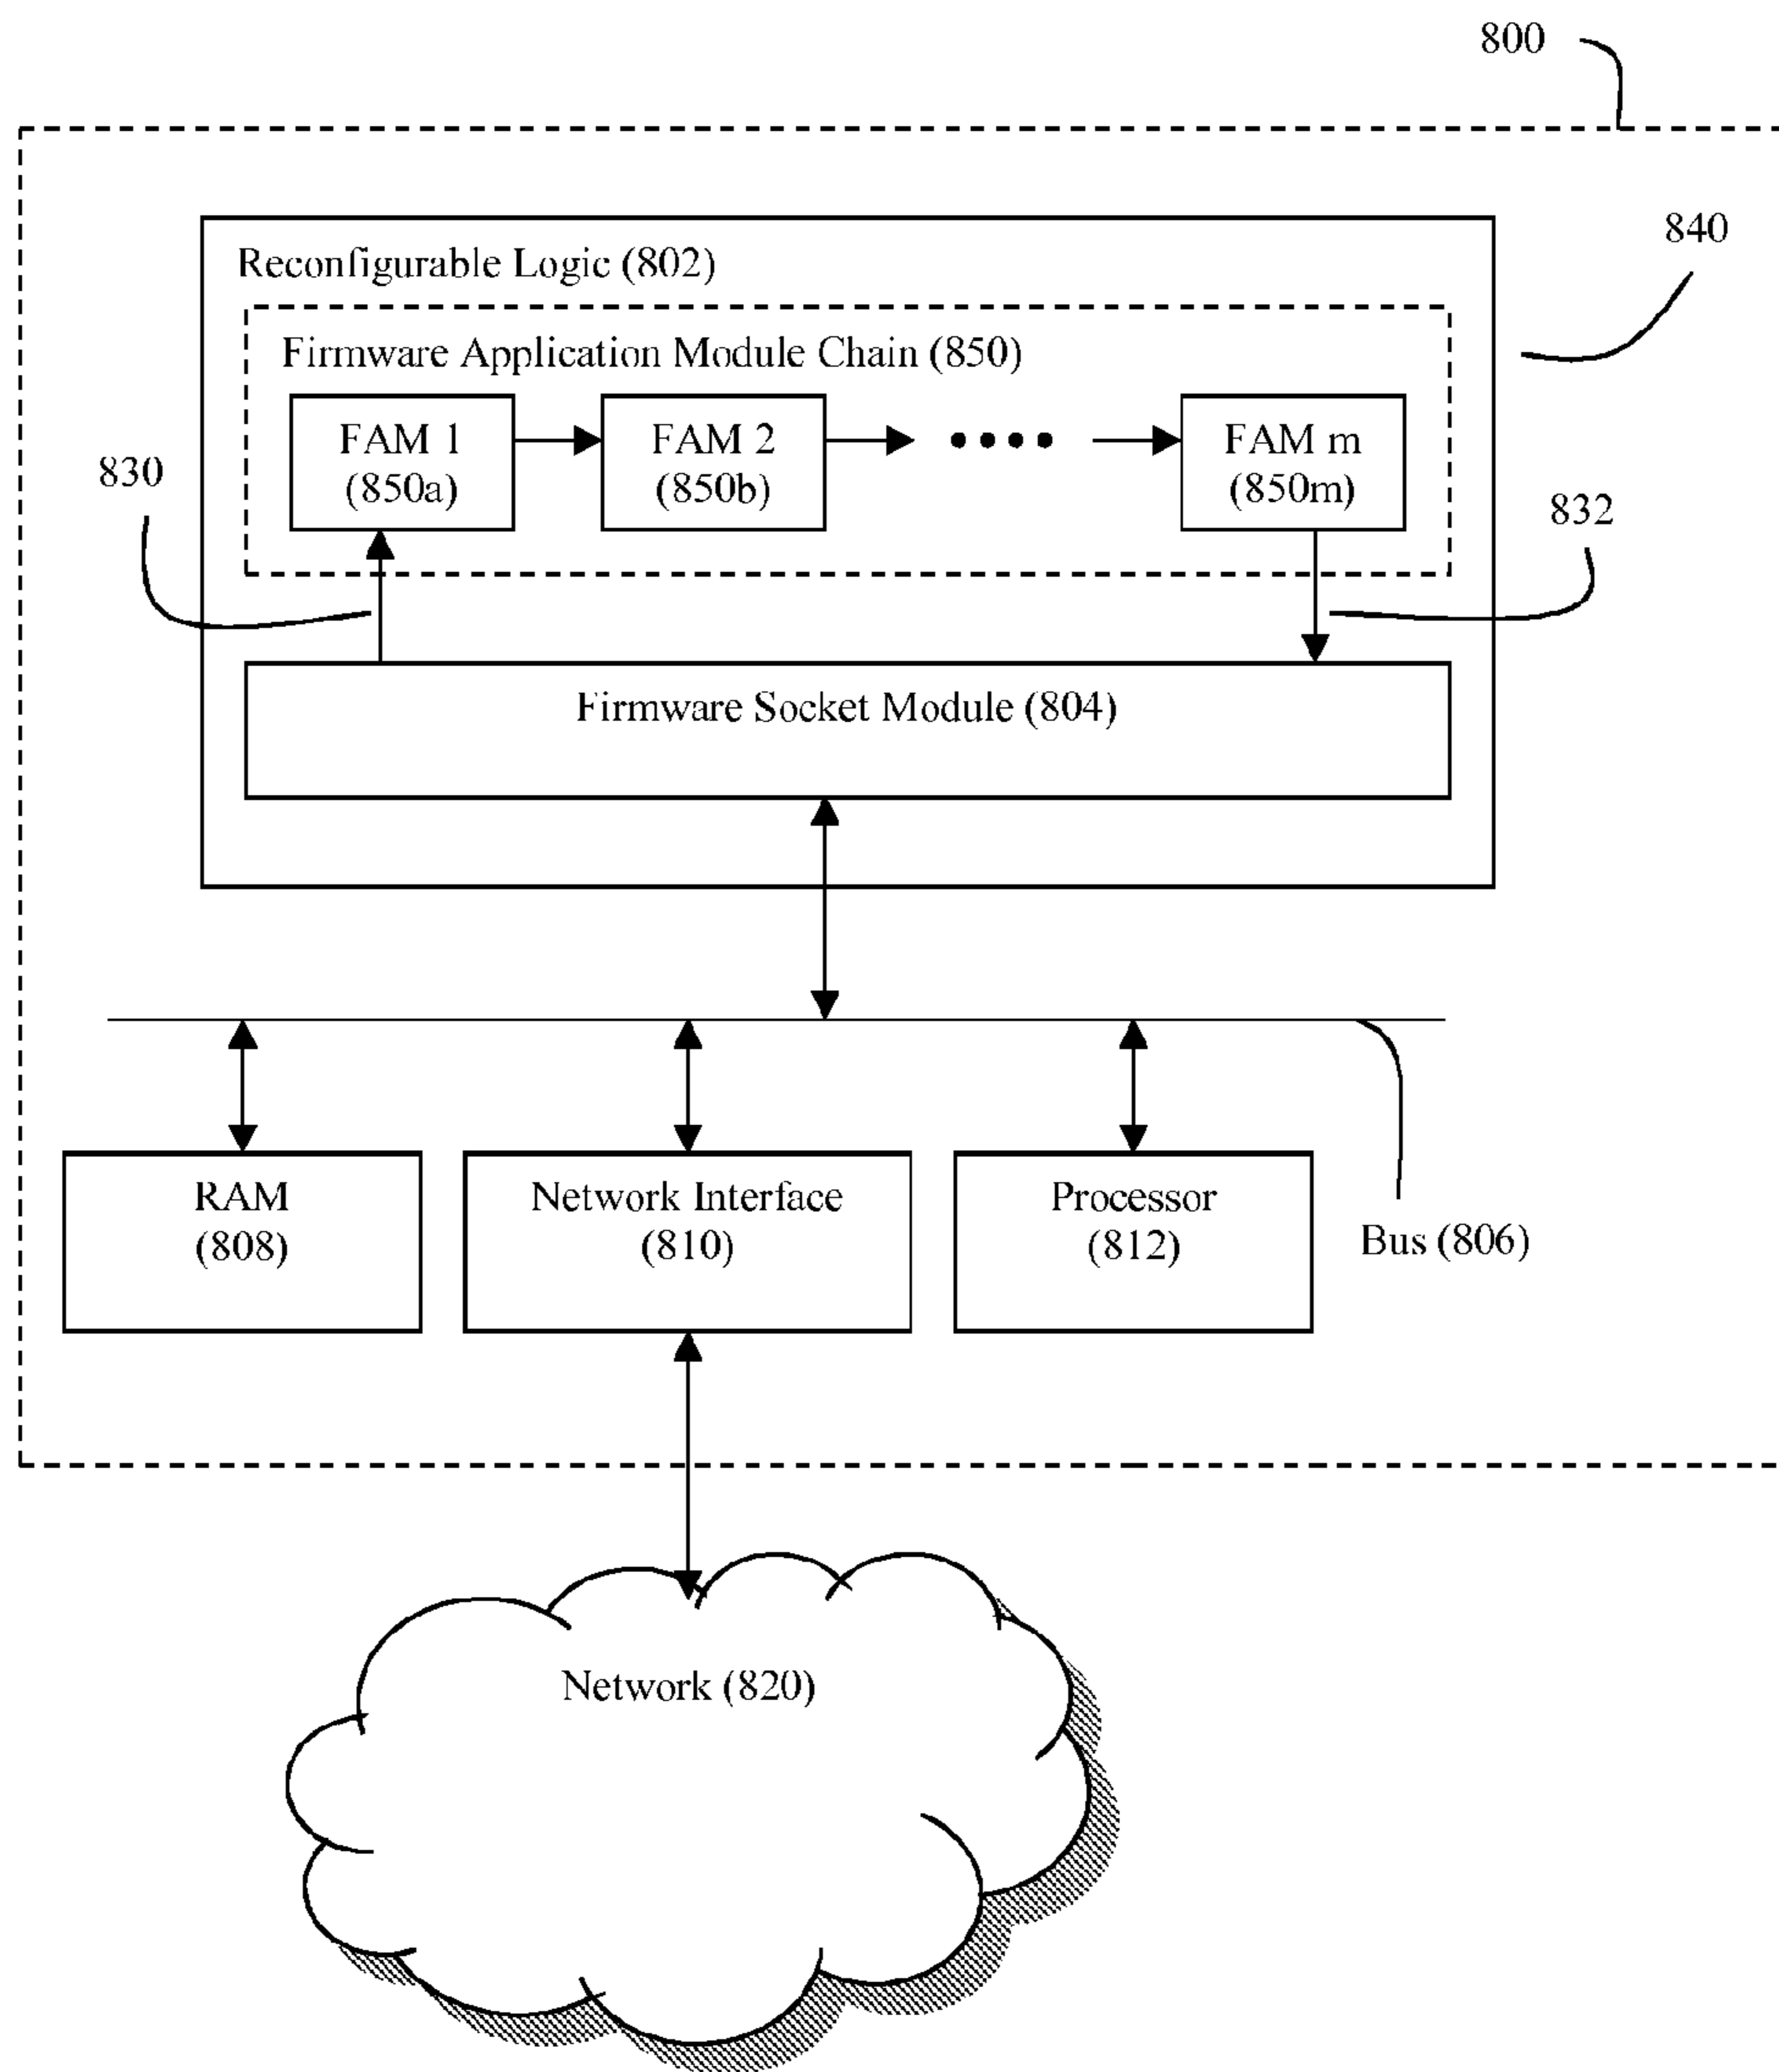 800
840
Reconfigurable Logic (802)
Firmware Application Module Chain (850)
FAM 1
(850a)
FAM 2
(850b)
FAM m
(850m)
830
832
Firmware Socket Module (804)
RAM
(808)
Network Interface
(810)
Processor
(812)
Bus (806)
Network (820)